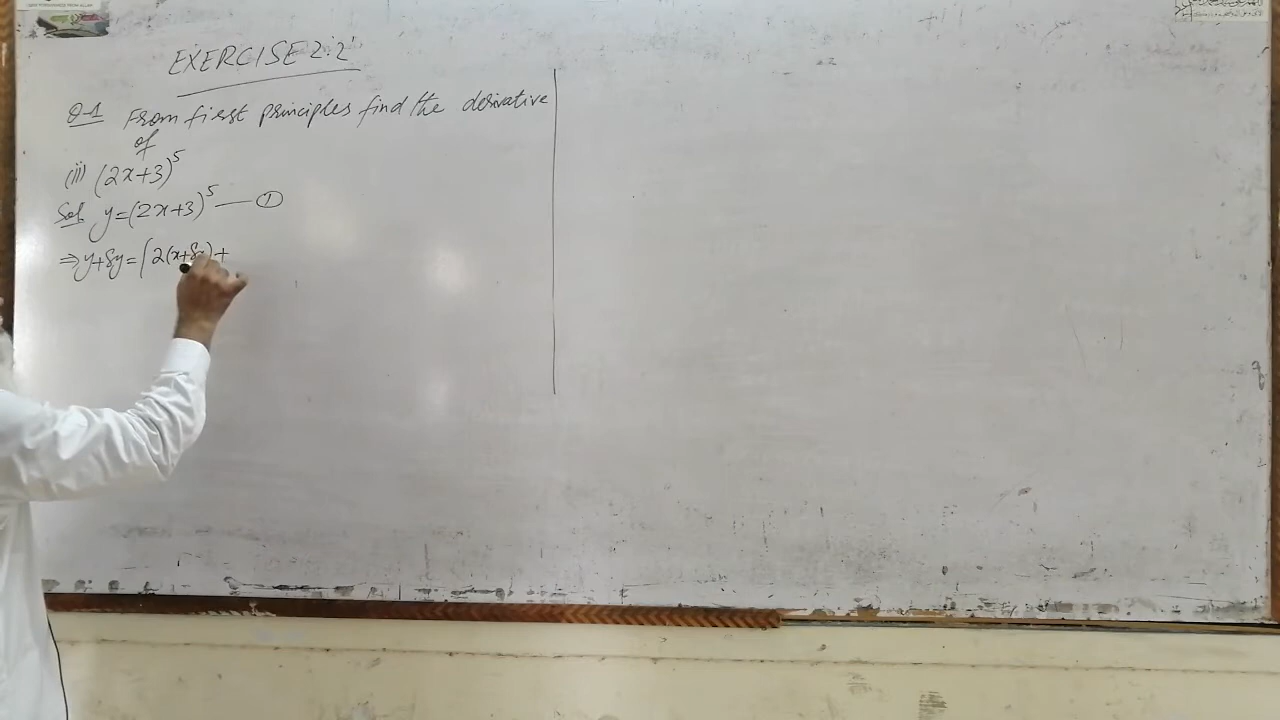 EXERCISE 2.2
Q-1 From first principles find the derivative
of
(ii) (2x+3)^5
Sol. y=(2x+3)^5 — ①
⇒ y+δy=(2(x+δx)+